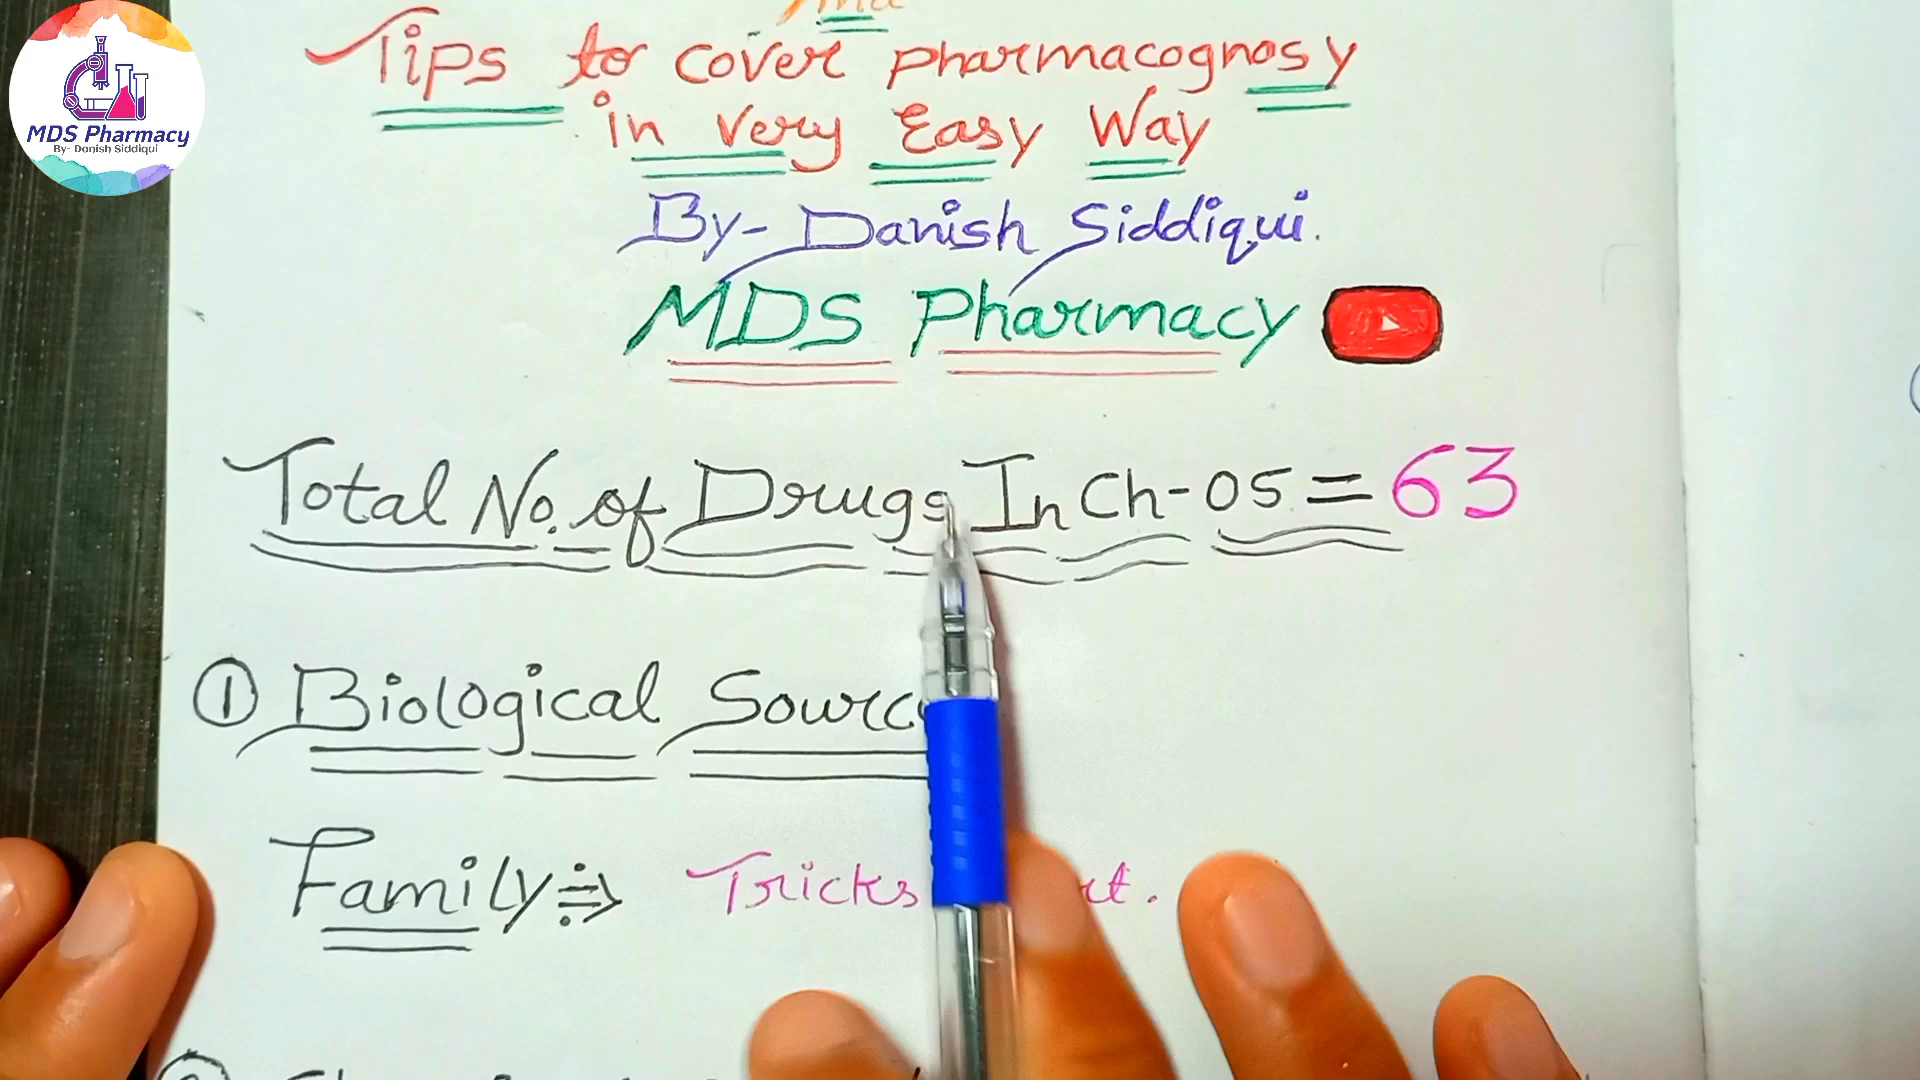 MDS Pharmacy
By- Danish Siddiqui
And
Tips to cover pharmacognosy
in very Easy Way
By- Danish Siddiqui.
MDS Pharmacy
Total No. of Drugs In Ch-05 = 63
① Biological
Family ⇒ Tricks